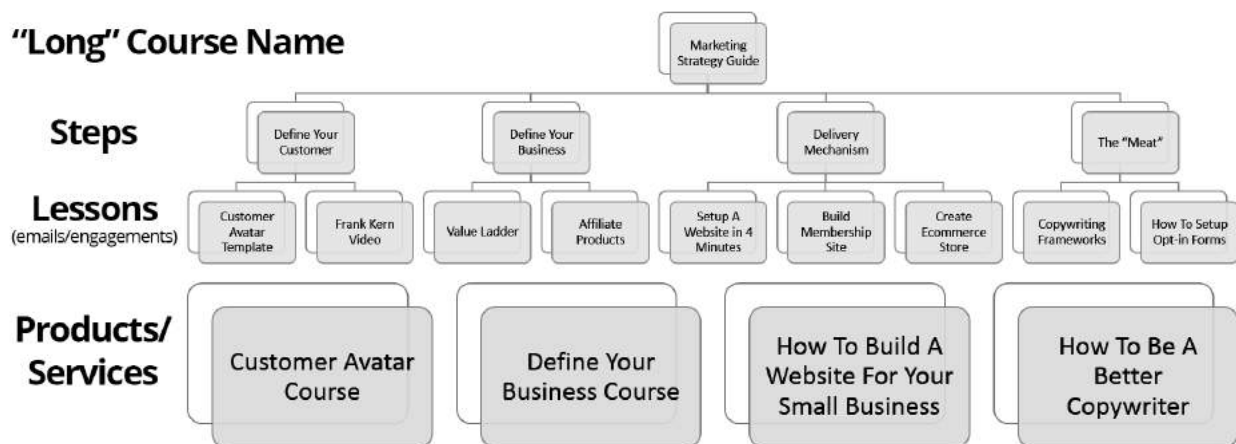 “Long” Course Name
Marketing
Strategy Guide
Steps
Define Your
Customer
Define Your
Business
Delivery
Mechanism
The “Meat”
Lessons
(emails/engagements)
Customer
Avatar
Template
Frank Kern
Video
Value Ladder
Affiliate
Products
Setup A
Website in 4
Minutes
Build
Membership
Site
Create
Ecommerce
Store
Copywriting
Frameworks
How To Setup
Opt-in Forms
Products/
Services
Customer Avatar
Course
Define Your
Business Course
How To Build A
Website For Your
Small Business
How To Be A
Better
Copywriter